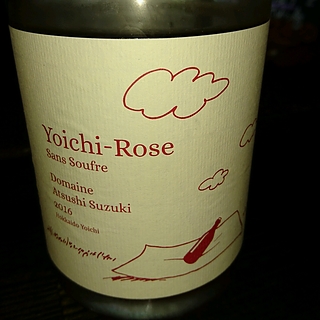 Yoichi-Rose
Sans Soufre
Domaine
Atsushi Suzuki
2016
Hokkaido Yoichi